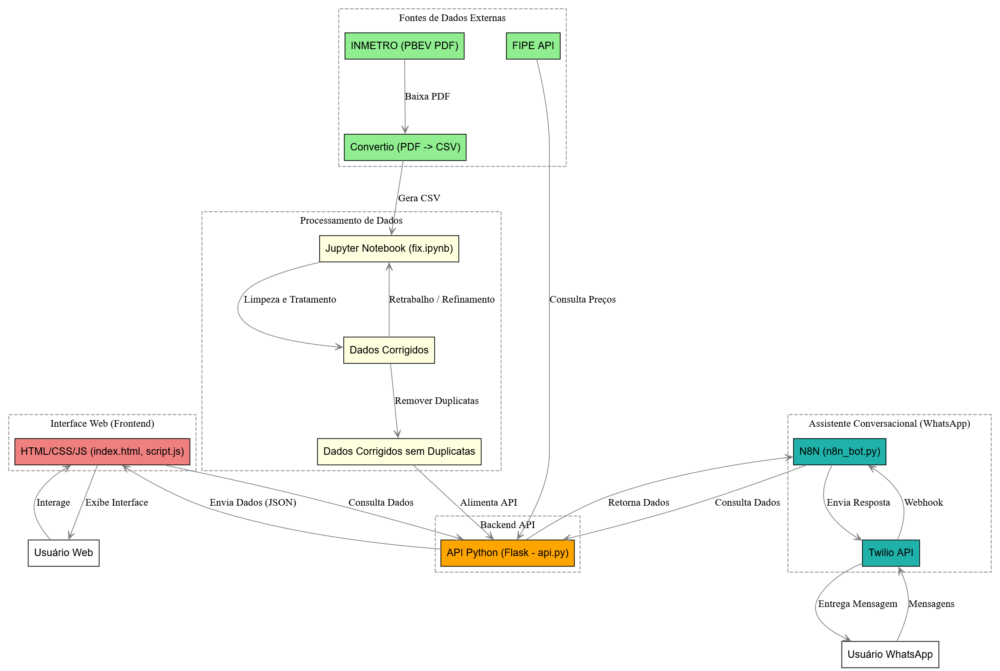 Fontes de Dados Externas
INMETRO (PBEV PDF)
FIPE API
Baixa PDF
Convertio (PDF -> CSV)
Gera CSV
Processamento de Dados
Jupyter Notebook (fix.ipynb)
Limpeza e Tratamento
Retrabalho / Refinamento
Consulta Preços
Dados Corrigidos
Remover Duplicatas
Interface Web (Frontend)
Assistente Conversacional (WhatsApp)
HTML/CSS/JS (index.html, script.js)
Dados Corrigidos sem Duplicatas
N8N (n8n_bot.py)
Interage
Exibe Interface
Envia Dados (JSON)
Consulta Dados
Alimenta API
Retorna Dados
Consulta Dados
Envia Resposta
Webhook
Backend API
Usuário Web
API Python (Flask - api.py)
Twilio API
Entrega Mensagem
Mensagens
Usuário WhatsApp